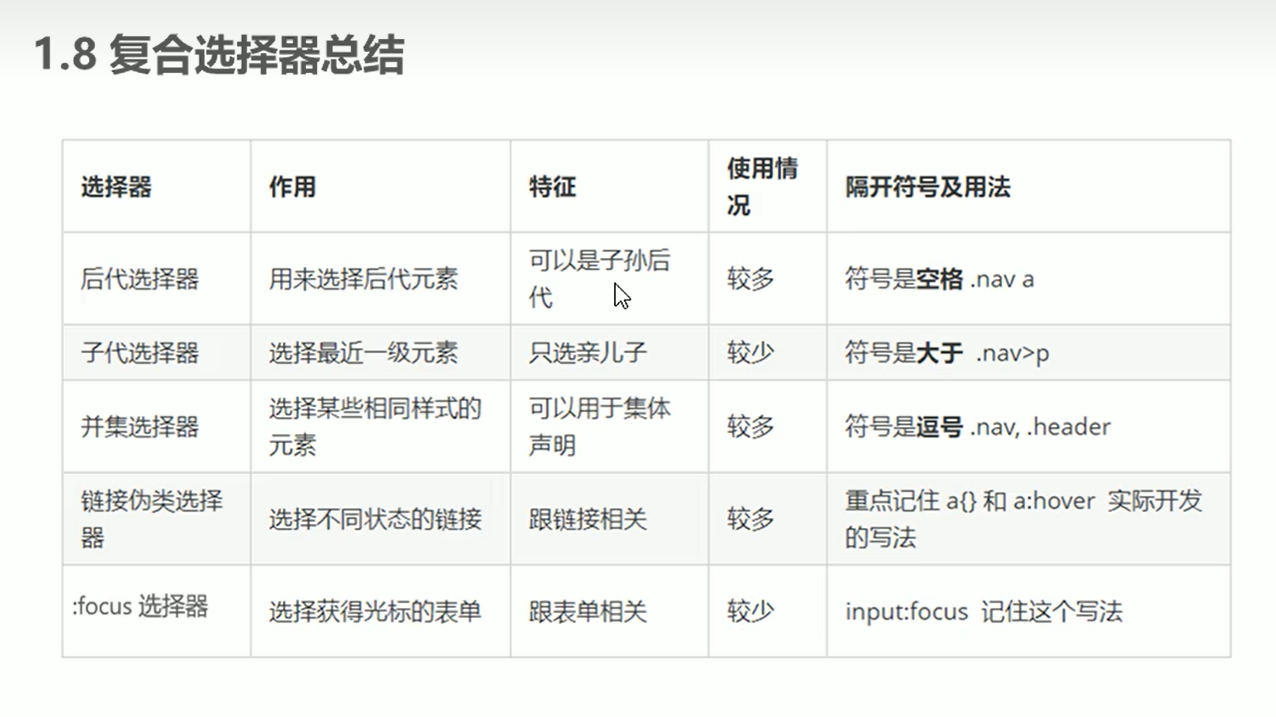 1.8 复合选择器总结
选择器 作用 特征 使用情况 隔开符号及用法
后代选择器 用来选择后代元素 可以是子孙后代 较多 符号是空格 .nav a
子代选择器 选择最近一级元素 只选亲儿子 较少 符号是大于 .nav>p
并集选择器 选择某些相同样式的元素 可以用于集体声明 较多 符号是逗号 .nav, .header
链接伪类选择器 选择不同状态的链接 跟链接相关 较多 重点记住 a{} 和 a:hover 实际开发的写法
:focus 选择器 选择获得光标的表单 跟表单相关 较少 input:focus 记住这个写法